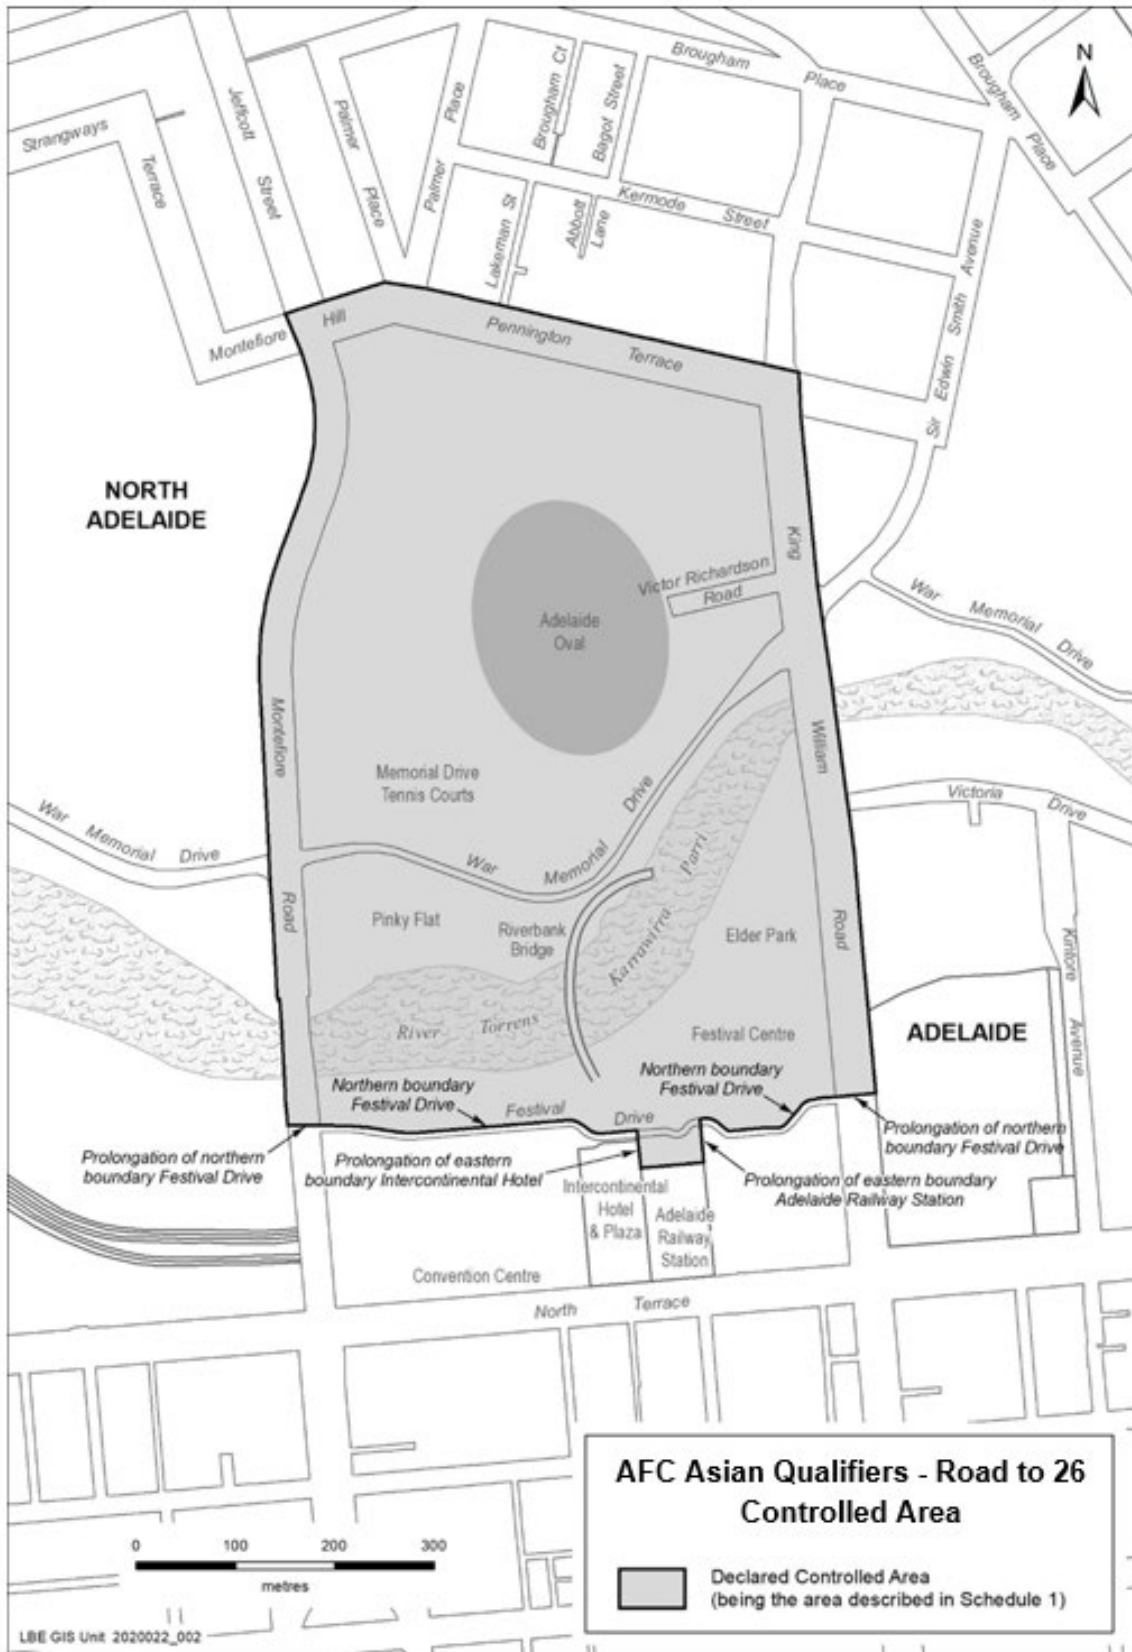 Brougham
Place
N
Brougham
Place
Strangways
Terrace
Jeffcott
Street
Palmer
Place
Palmer
Place
Brougham Ct
Bagot Street
Kermode
Street
Lakeman St
Abbott
Lane
Sir Edwin Smith Avenue
Montefiore
Hill
Pennington
Terrace
NORTH
ADELAIDE
King
Victor Richardson
Road
Adelaide
Oval
War Memorial Drive
Montefiore
William
Memorial Drive
Tennis Courts
Victoria Drive
War Memorial Drive
War Memorial Drive
Karrawirra Parri
Road
Pinky Flat
Riverbank
Bridge
Elder Park
Road
Kintore
Avenue
River Torrens
Festival Centre
ADELAIDE
Northern boundary
Festival Drive
Northern boundary
Festival Drive
Festival Drive
Prolongation of northern
boundary Festival Drive
Prolongation of northern
boundary Festival Drive
Prolongation of eastern
boundary Intercontinental Hotel
Prolongation of eastern boundary
Adelaide Railway Station
Intercontinental
Hotel
& Plaza
Adelaide
Railway
Station
Convention Centre
North Terrace
AFC Asian Qualifiers - Road to 26
Controlled Area
Declared Controlled Area
(being the area described in Schedule 1)
0 100 200 300
metres
LBE GIS Unit 2020022_002